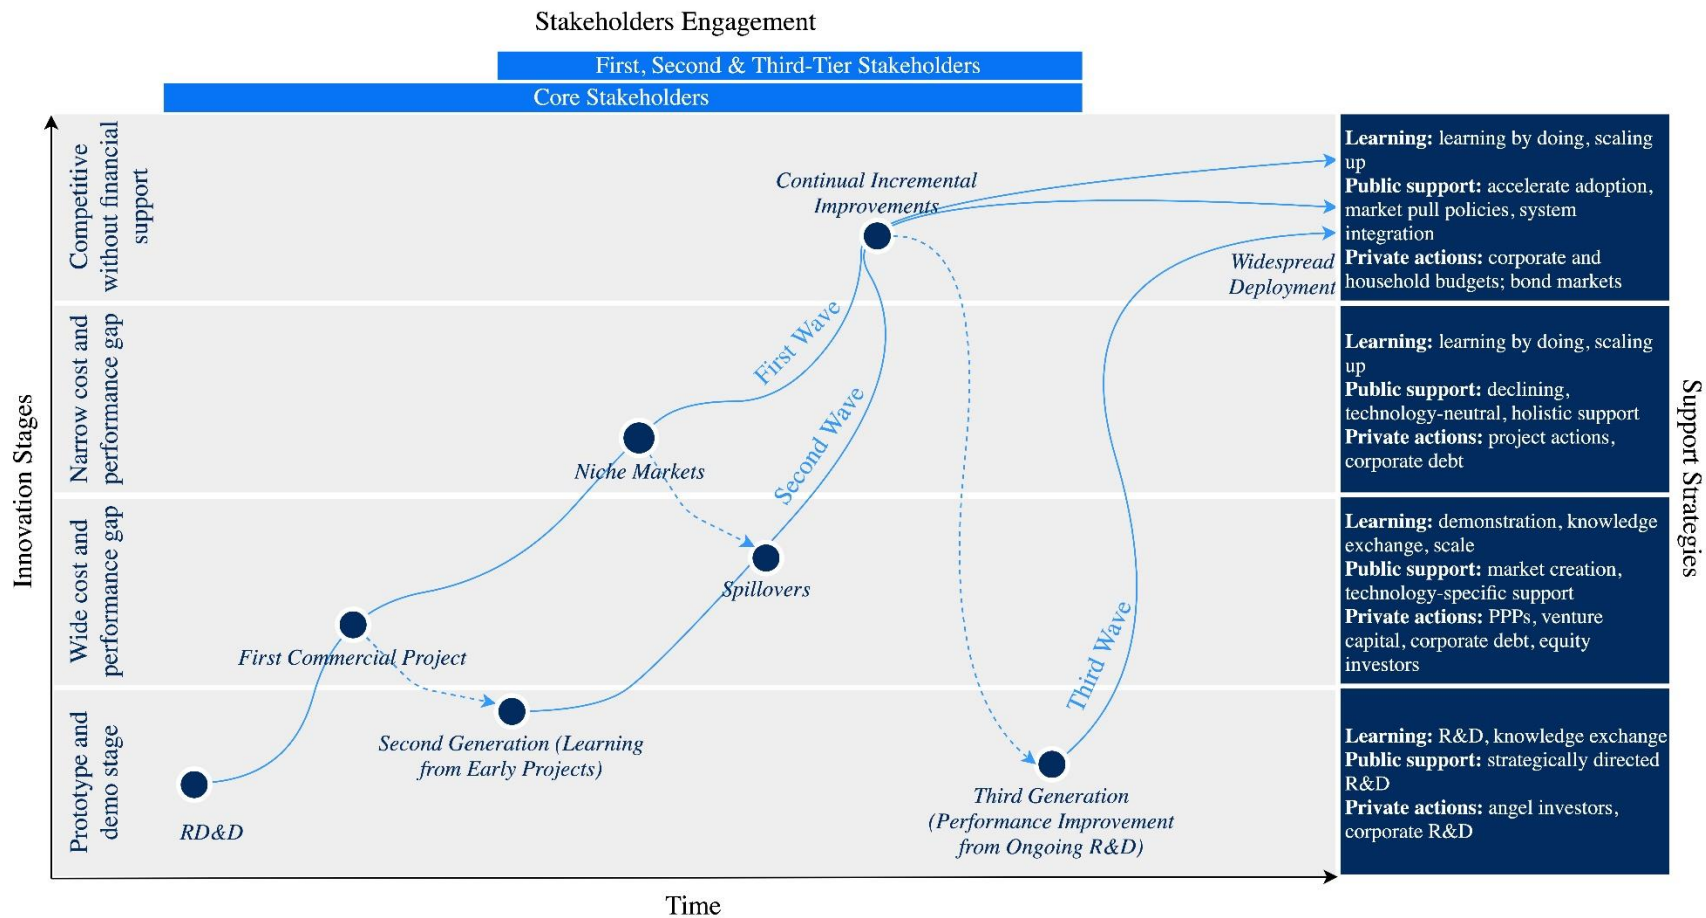 Stakeholders Engagement
First, Second & Third-Tier Stakeholders
Core Stakeholders
Innovation Stages
Competitive
without financial
support
Narrow cost and
performance gap
Wide cost and
performance gap
Prototype and
demo stage
Continual Incremental
Improvements
Widespread
Deployment
First Wave
Niche Markets
Second Wave
Spillovers
First Commercial Project
Second Generation (Learning
from Early Projects)
Third Wave
RD&D
Third Generation
(Performance Improvement
from Ongoing R&D)
Time
Learning: learning by doing, scaling
up
Public support: accelerate adoption,
market pull policies, system
integration
Private actions: corporate and
household budgets; bond markets
Learning: learning by doing, scaling
up
Public support: declining,
technology-neutral, holistic support
Private actions: project actions,
corporate debt
Learning: demonstration, knowledge
exchange, scale
Public support: market creation,
technology-specific support
Private actions: PPPs, venture
capital, corporate debt, equity
investors
Learning: R&D, knowledge exchange
Public support: strategically directed
R&D
Private actions: angel investors,
corporate R&D
Support Strategies